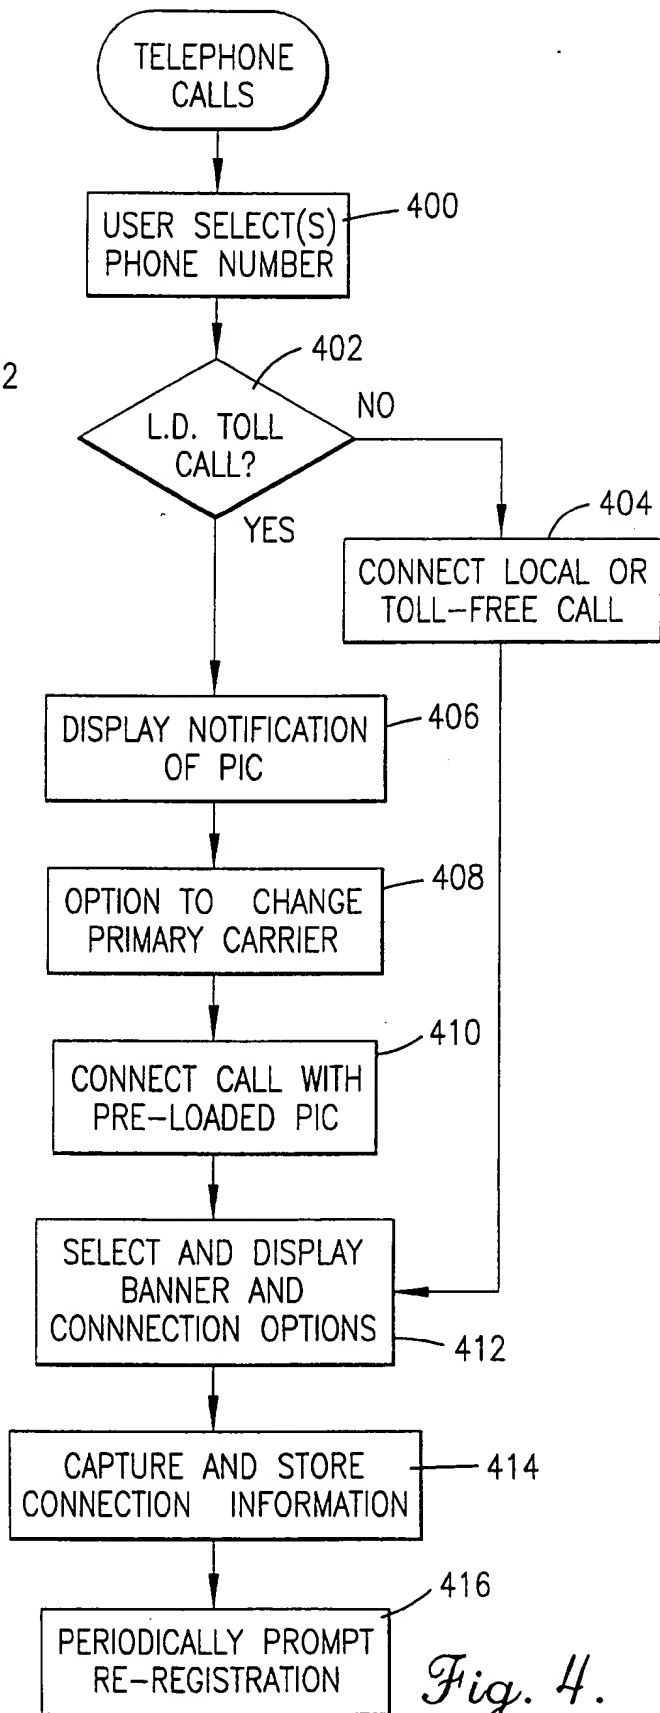 TELEPHONE
CALLS
400
USER SELECT(S)
PHONE NUMBER
402
2
L.D. TOLL
CALL?
NO
YES
404
CONNECT LOCAL OR
TOLL-FREE CALL
406
DISPLAY NOTIFICATION
OF PIC
408
OPTION TO CHANGE
PRIMARY CARRIER
410
CONNECT CALL WITH
PRE-LOADED PIC
SELECT AND DISPLAY
BANNER AND
CONNNECTION OPTIONS
412
CAPTURE AND STORE
CONNECTION INFORMATION
414
416
PERIODICALLY PROMPT
RE-REGISTRATION
Fig. 4.